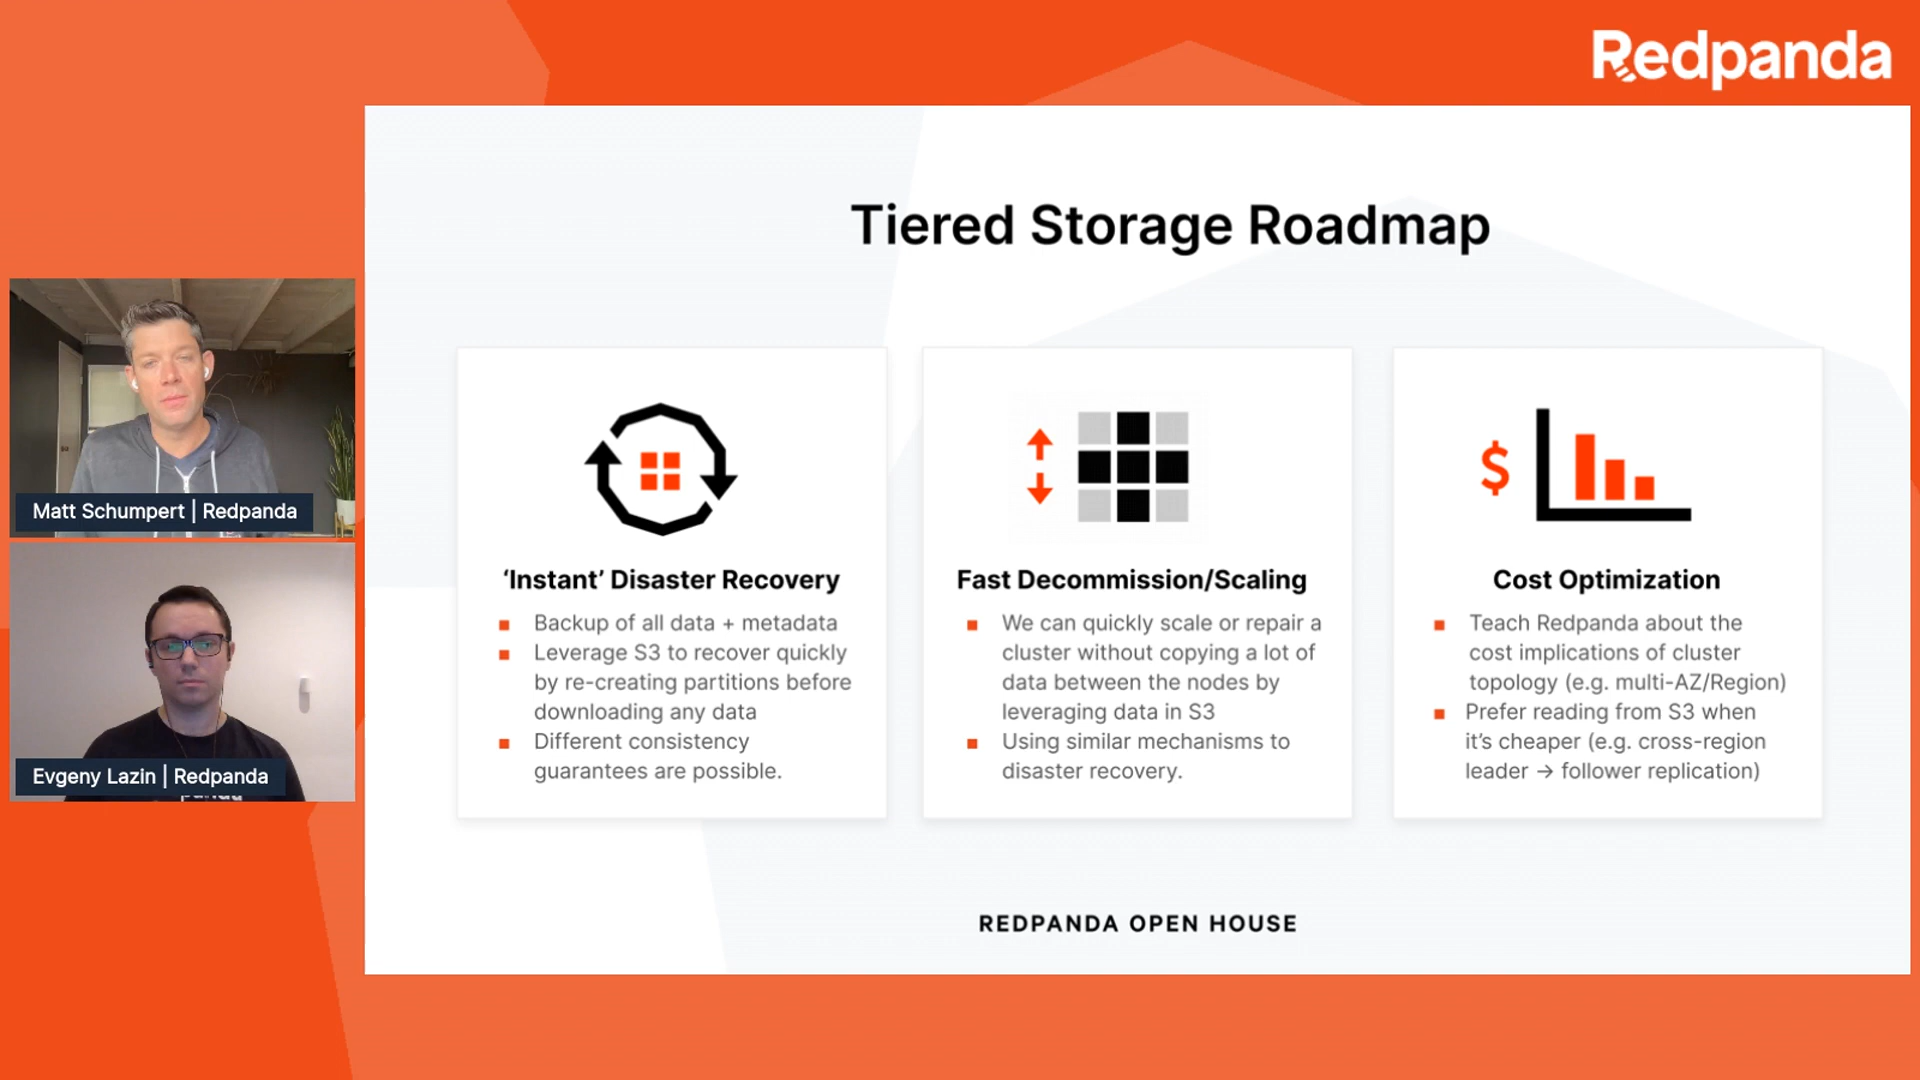 Redpanda
Tiered Storage Roadmap
‘Instant’ Disaster Recovery
Backup of all data + metadata
Leverage S3 to recover quickly
by re-creating partitions before
downloading any data
Different consistency
guarantees are possible.
Fast Decommission/Scaling
We can quickly scale or repair a
cluster without copying a lot of
data between the nodes by
leveraging data in S3
Using similar mechanisms to
disaster recovery.
$
Cost Optimization
Teach Redpanda about the
cost implications of cluster
topology (e.g. multi-AZ/Region)
Prefer reading from S3 when
it’s cheaper (e.g. cross-region
leader → follower replication)
REDPANDA OPEN HOUSE
Matt Schumpert | Redpanda
Evgeny Lazin | Redpanda